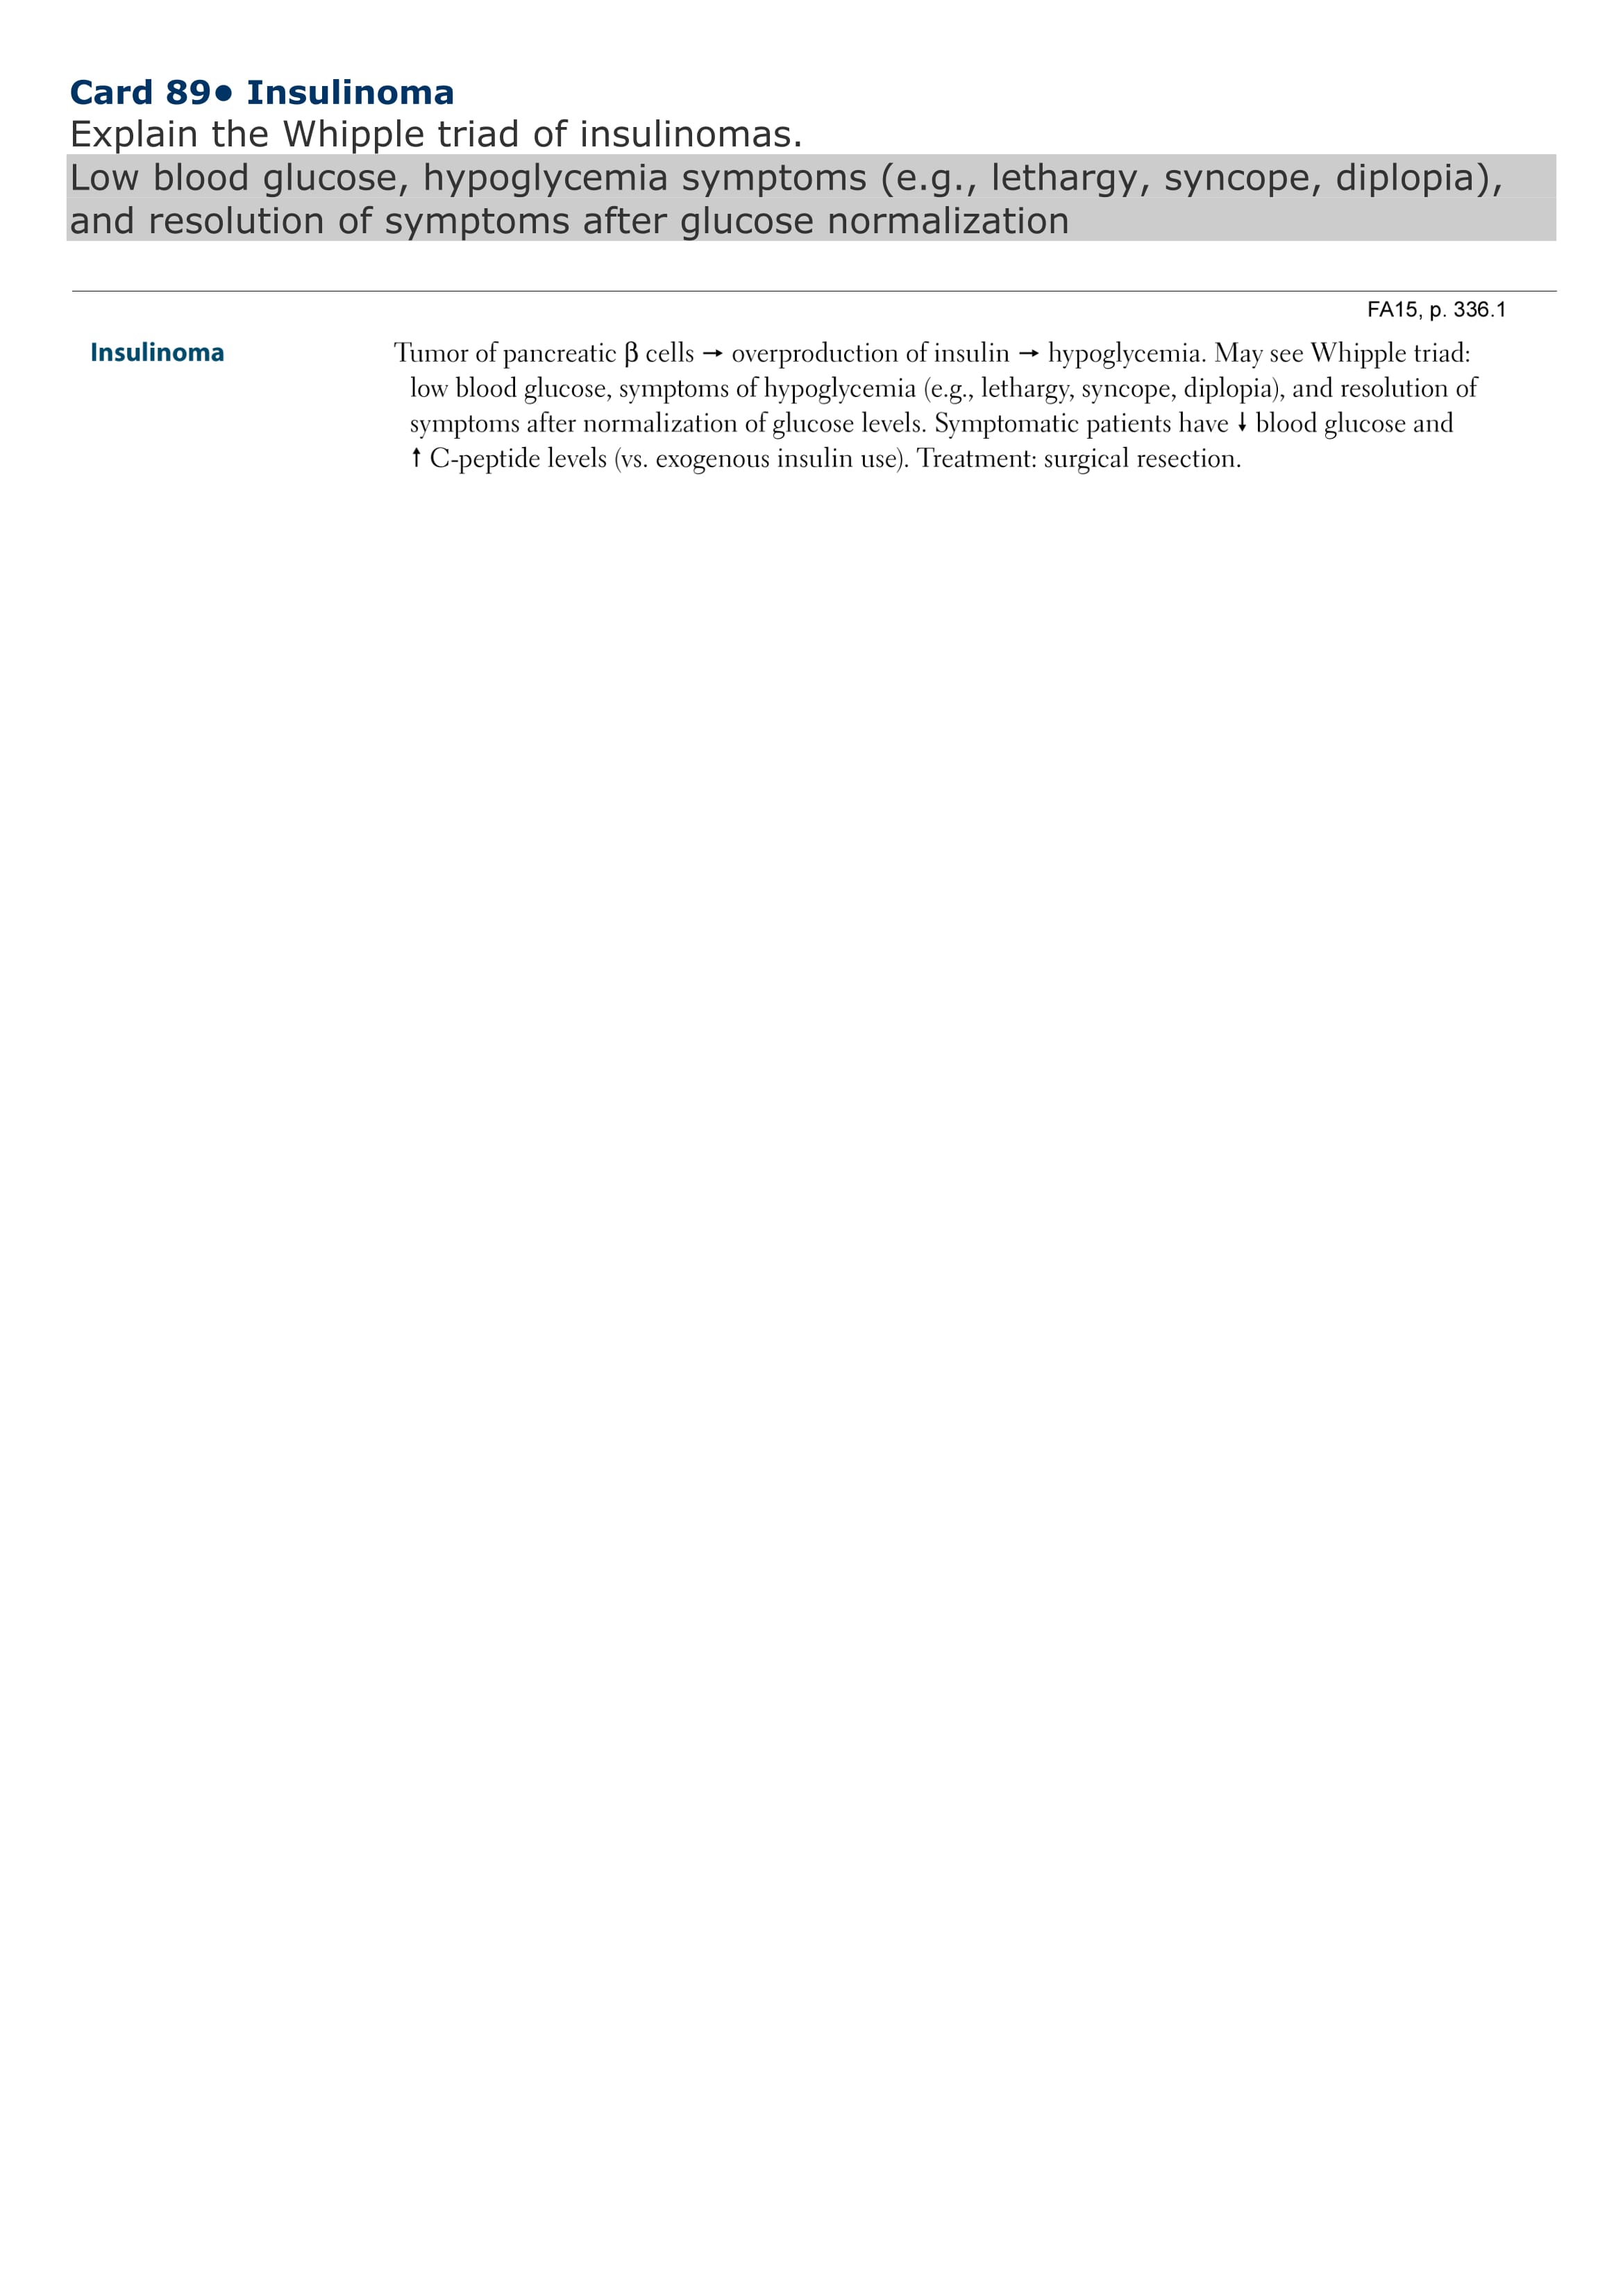 Card 89● Insulinoma
Explain the Whipple triad of insulinomas.
Low blood glucose, hypoglycemia symptoms (e.g., lethargy, syncope, diplopia),
and resolution of symptoms after glucose normalization
FA15, p. 336.1
Insulinoma Tumor of pancreatic β cells → overproduction of insulin → hypoglycemia. May see Whipple triad:
low blood glucose, symptoms of hypoglycemia (e.g., lethargy, syncope, diplopia), and resolution of
symptoms after normalization of glucose levels. Symptomatic patients have ↓ blood glucose and
↑ C-peptide levels (vs. exogenous insulin use). Treatment: surgical resection.